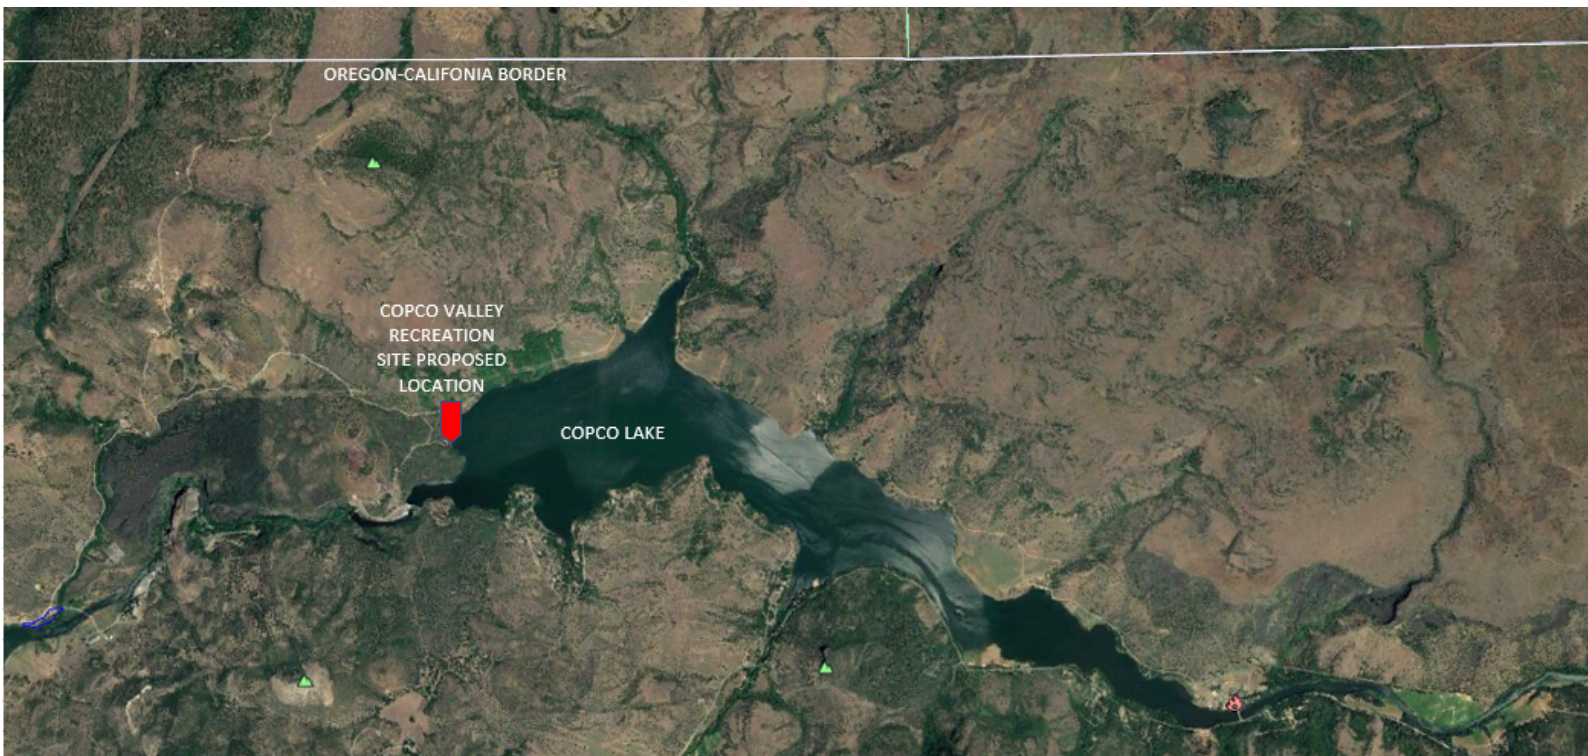 OREGON-CALIFONIA BORDER
COPCO VALLEY
RECREATION
SITE PROPOSED
LOCATION
COPCO LAKE